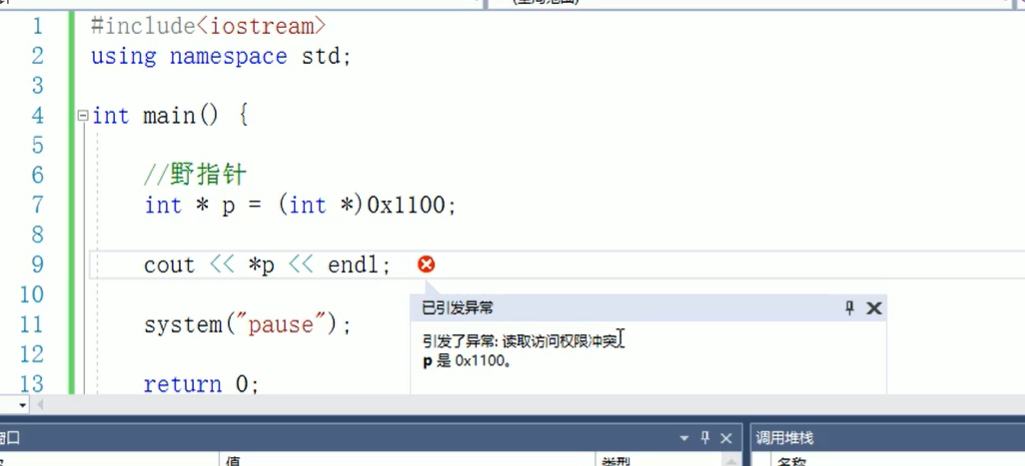 1 #include<iostream>
2 using namespace std;
3
4 int main() {
5
6 //野指针
7 int * p = (int *)0x1100;
8
9 cout << *p << endl;
10
11 system("pause");
12
13 return 0;
已引发异常
引发了异常: 读取访问权限冲突
p 是 0x1100。
窗口
调用堆栈
值
类型
名称